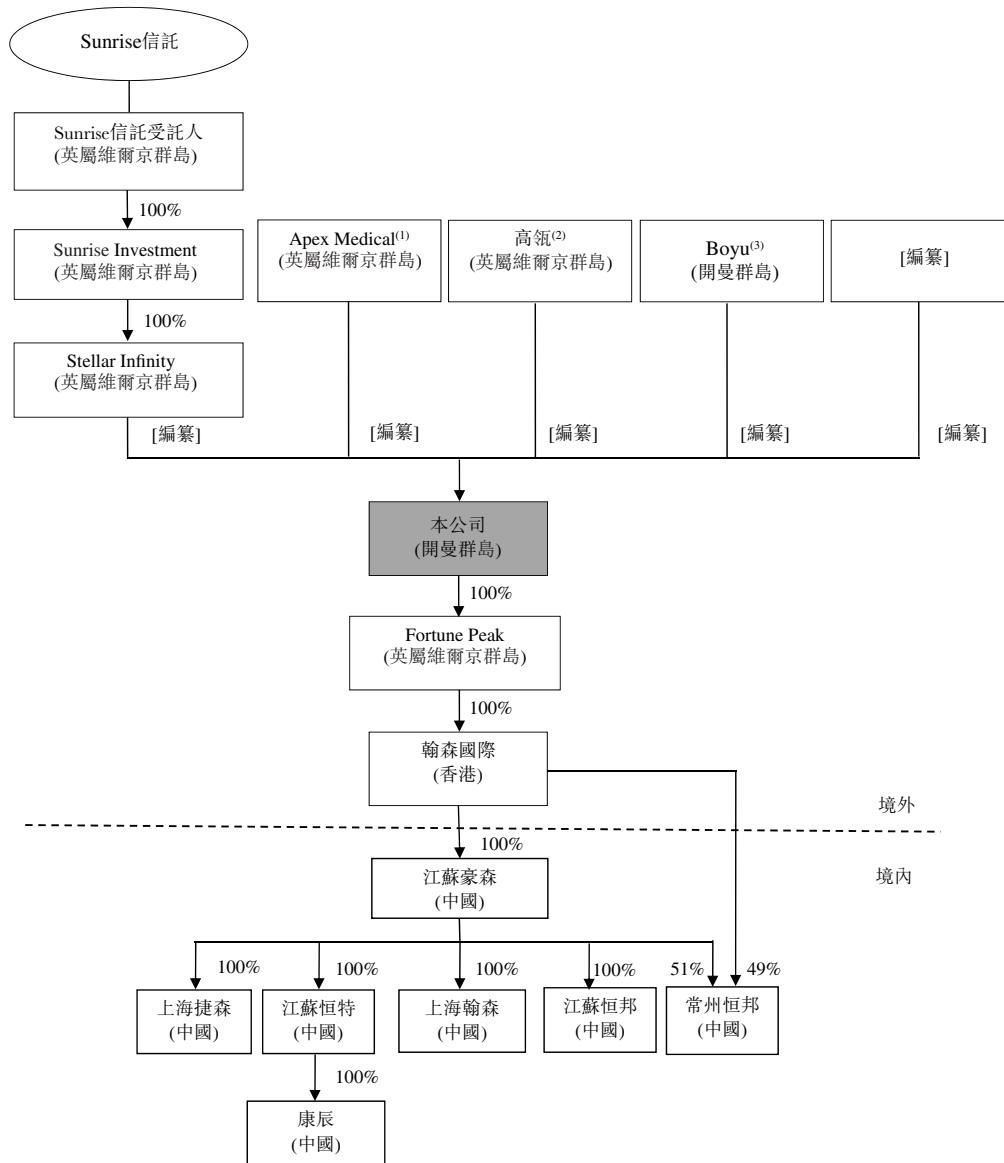 Sunrise信託
Sunrise信託受託人
(英屬維爾京群島)
100%
Sunrise Investment
(英屬維爾京群島)
Apex Medical(1)
(英屬維爾京群島)
高瓴(2)
(英屬維爾京群島)
Boyu(3)
(開曼群島)
[編纂]
100%
Stellar Infinity
(英屬維爾京群島)
[編纂]
[編纂]
[編纂]
[編纂]
[編纂]
本公司
(開曼群島)
100%
Fortune Peak
(英屬維爾京群島)
100%
翰森國際
(香港)
境外
100%
境內
江蘇豪森
(中國)
100%
100%
100%
100%
51%
49%
上海捷森
(中國)
江蘇恒特
(中國)
上海翰森
(中國)
江蘇恒邦
(中國)
常州恒邦
(中國)
100%
康辰
(中國)